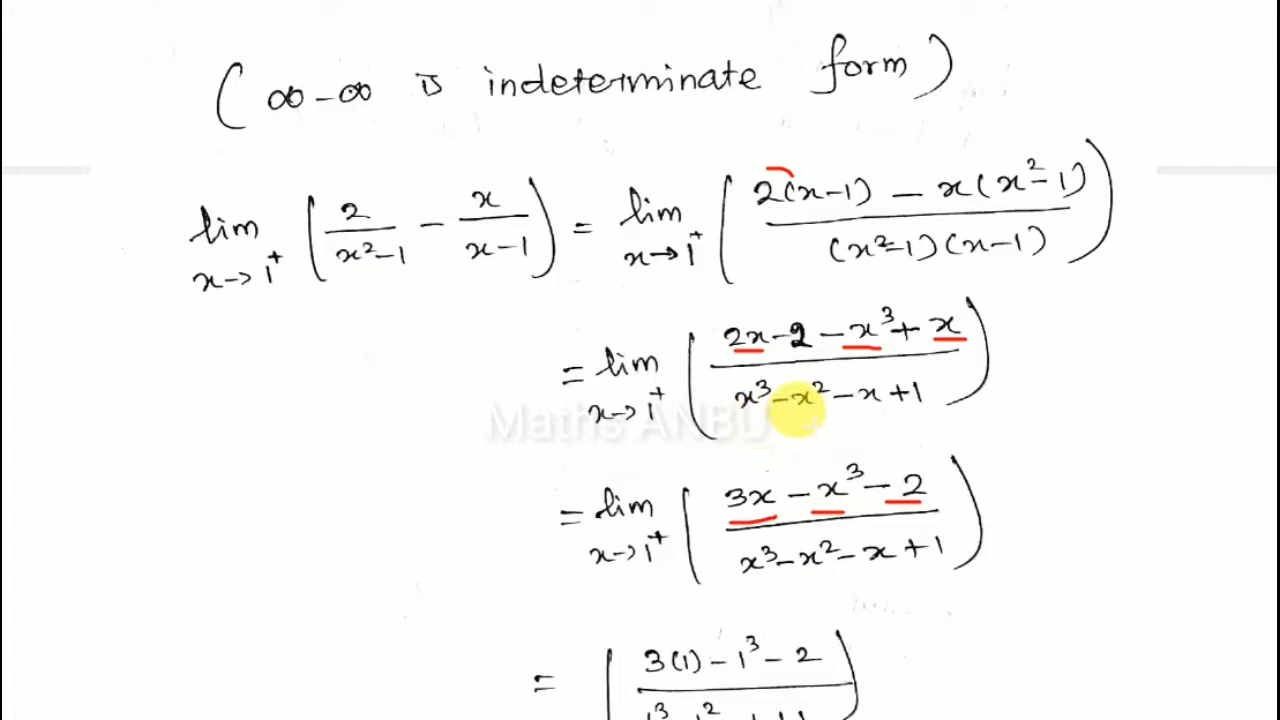 (∞-∞ is indeterminate form)
lim x→1⁺ (2/(x²-1) - x/(x-1)) = lim x→1⁺ ((2(x-1) - x(x²-1))/((x²-1)(x-1)))
= lim x→1⁺ ((2x-2-x³+x)/(x³-x²-x+1))
Maths ANBU
= lim x→1⁺ ((3x-x³-2)/(x³-x²-x+1))
= (3(1)-1³-2